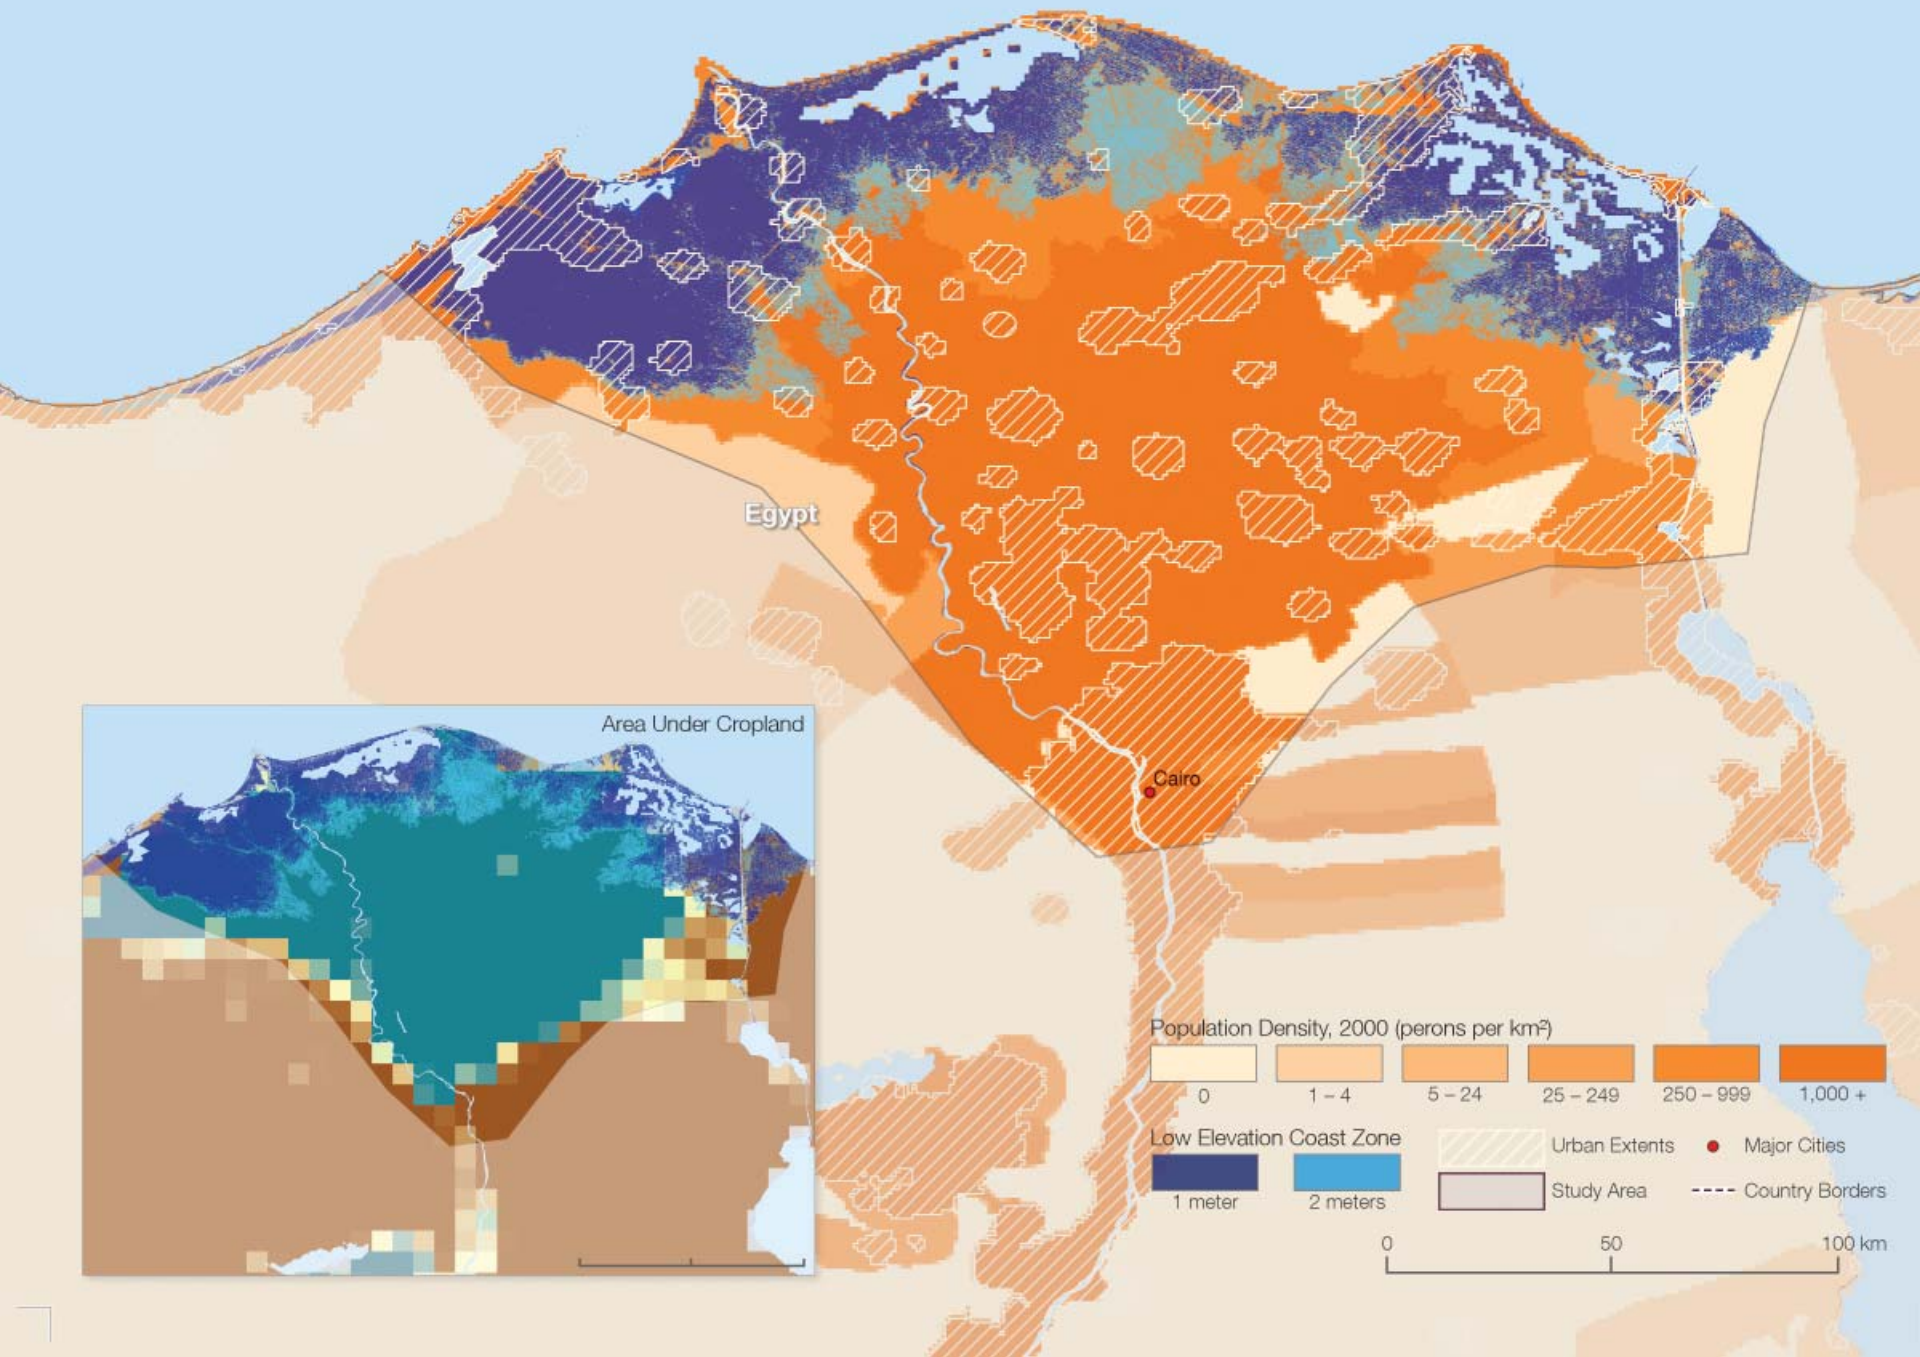 Egypt
Area Under Cropland
Cairo
Population Density, 2000 (perons per km²)
0
1 – 4
5 – 24
25 – 249
250 – 999
1,000 +
Low Elevation Coast Zone
1 meter
2 meters
Urban Extents
Major Cities
Study Area
Country Borders
0
50
100 km